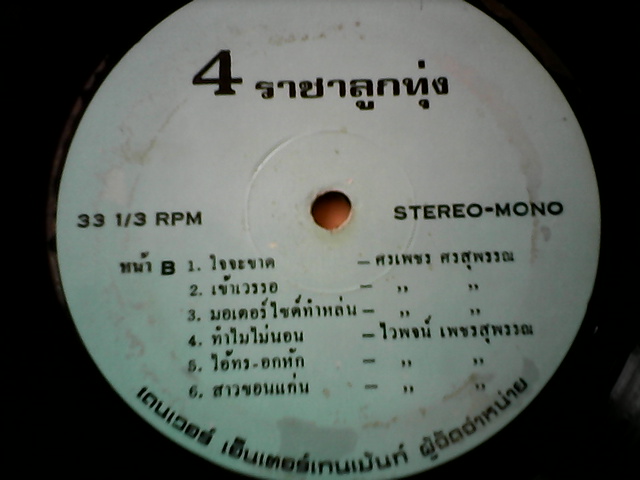 4 ราชาลูกทุ่ง
33 1/3 RPM
STEREO-MONO
หน้า B 1. ใจจะขาด – ศรเพชร ศรสุพรรณ
2. เข้าเวรรอ – ,, ,,
3. มอเตอร์ไซค์ทำหล่น – ,, ,,
4. ทำไมไม่นอน – ไวพจน์ เพชรสุพรรณ
5. ไอ้ทร-อกหัก – ,, ,,
6. สาวขอนแก่น – ,, ,,
เดนเวอร์ เอ็นเตอร์เทนเม้นท์ ผู้จัดจำหน่าย